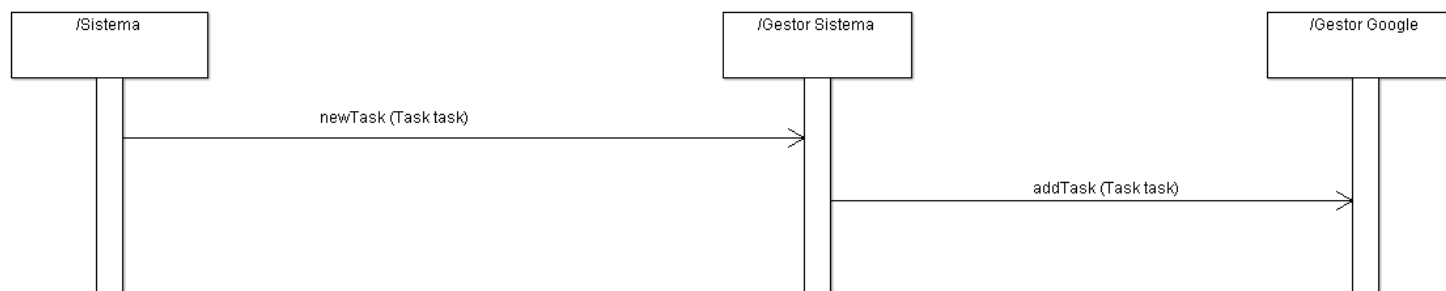 /Sistema
/Gestor Sistema
/Gestor Google
newTask (Task task)
addTask (Task task)